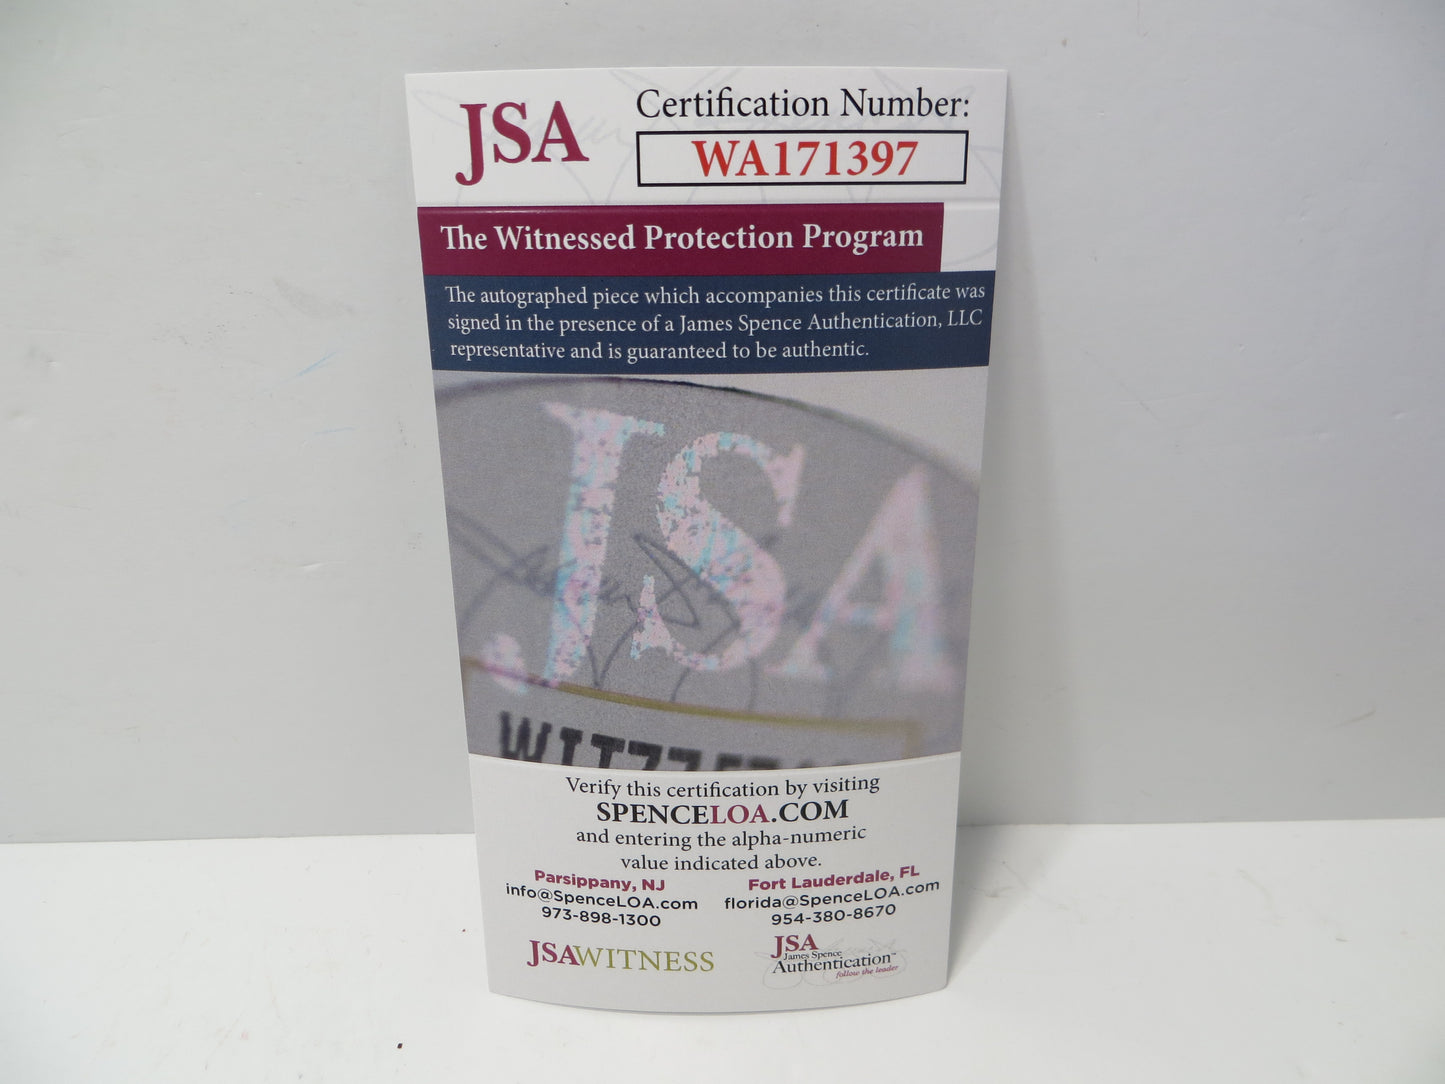 JSA
Certification Number:
WA171397
The Witnessed Protection Program
The autographed piece which accompanies this certificate was
signed in the presence of a James Spence Authentication, LLC
representative and is guaranteed to be authentic.
JSA
Verify this certification by visiting
SPENCELOA.COM
and entering the alpha-numeric
value indicated above.
Parsippany, NJ
info@SpenceLOA.com
973-898-1300
Fort Lauderdale, FL
florida@SpenceLOA.com
954-380-8670
JSAWITNESS
JSA
James Spence
Authentication™
follow the leader